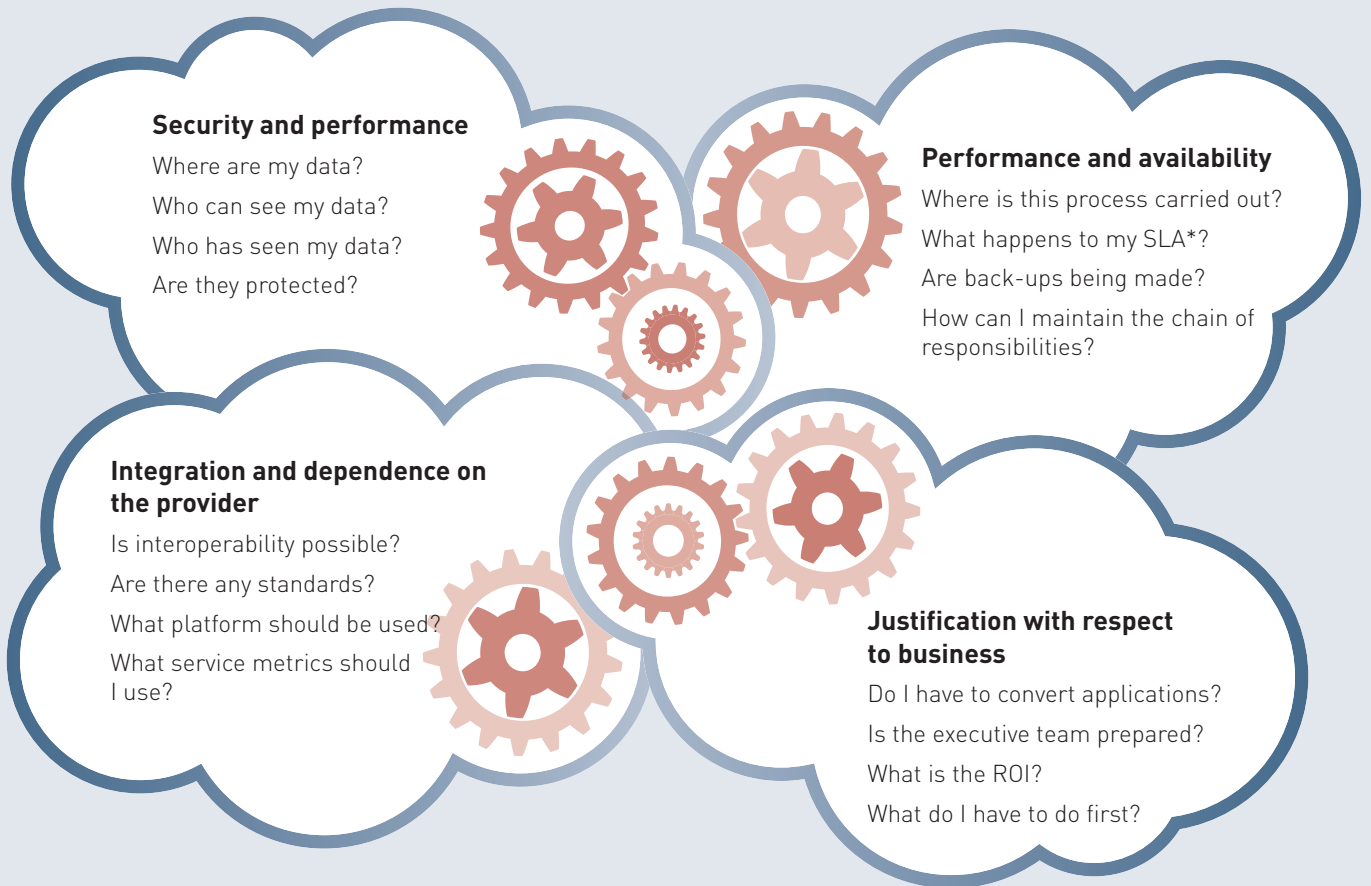 Security and performance
Where are my data?
Who can see my data?
Who has seen my data?
Are they protected?
Performance and availability
Where is this process carried out?
What happens to my SLA*?
Are back-ups being made?
How can I maintain the chain of
responsibilities?
Integration and dependence on
the provider
Is interoperability possible?
Are there any standards?
What platform should be used?
What service metrics should
I use?
Justification with respect
to business
Do I have to convert applications?
Is the executive team prepared?
What is the ROI?
What do I have to do first?